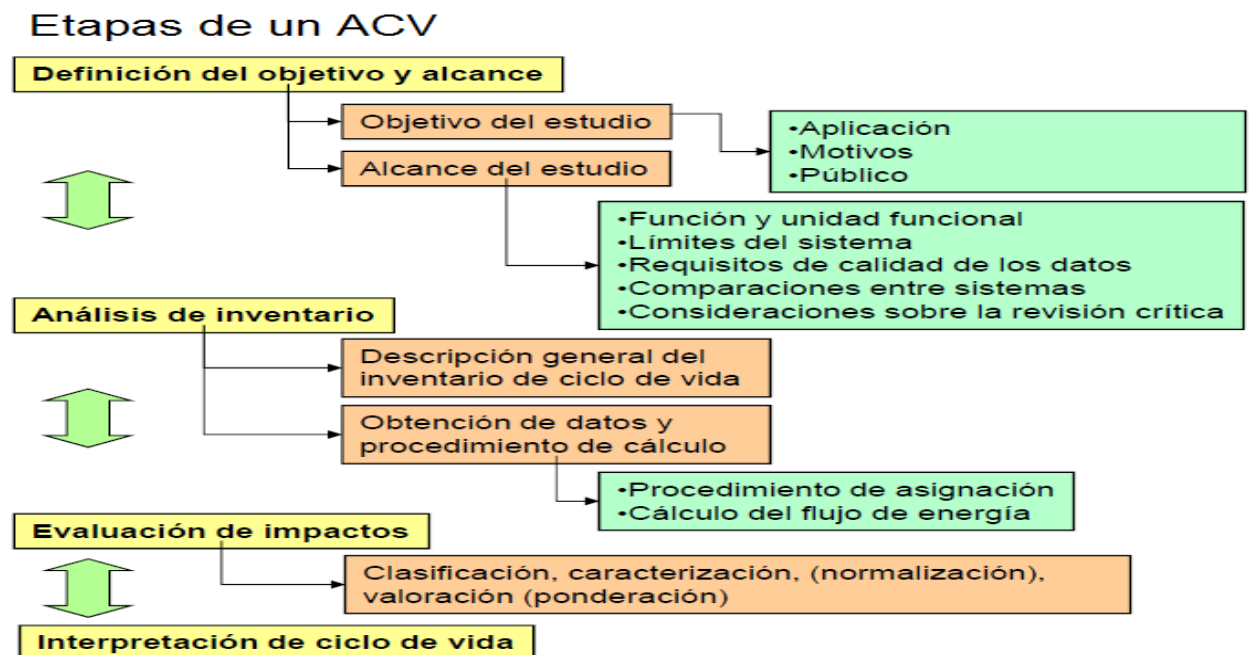 Etapas de un ACV
Definición del objetivo y alcance
Objetivo del estudio
•Aplicación
•Motivos
•Público
Alcance del estudio
•Función y unidad funcional
•Límites del sistema
•Requisitos de calidad de los datos
•Comparaciones entre sistemas
•Consideraciones sobre la revisión crítica
Análisis de inventario
Descripción general del
inventario de ciclo de vida
Obtención de datos y
procedimiento de cálculo
•Procedimiento de asignación
•Cálculo del flujo de energía
Evaluación de impactos
Clasificación, caracterización, (normalización),
valoración (ponderación)
Interpretación de ciclo de vida